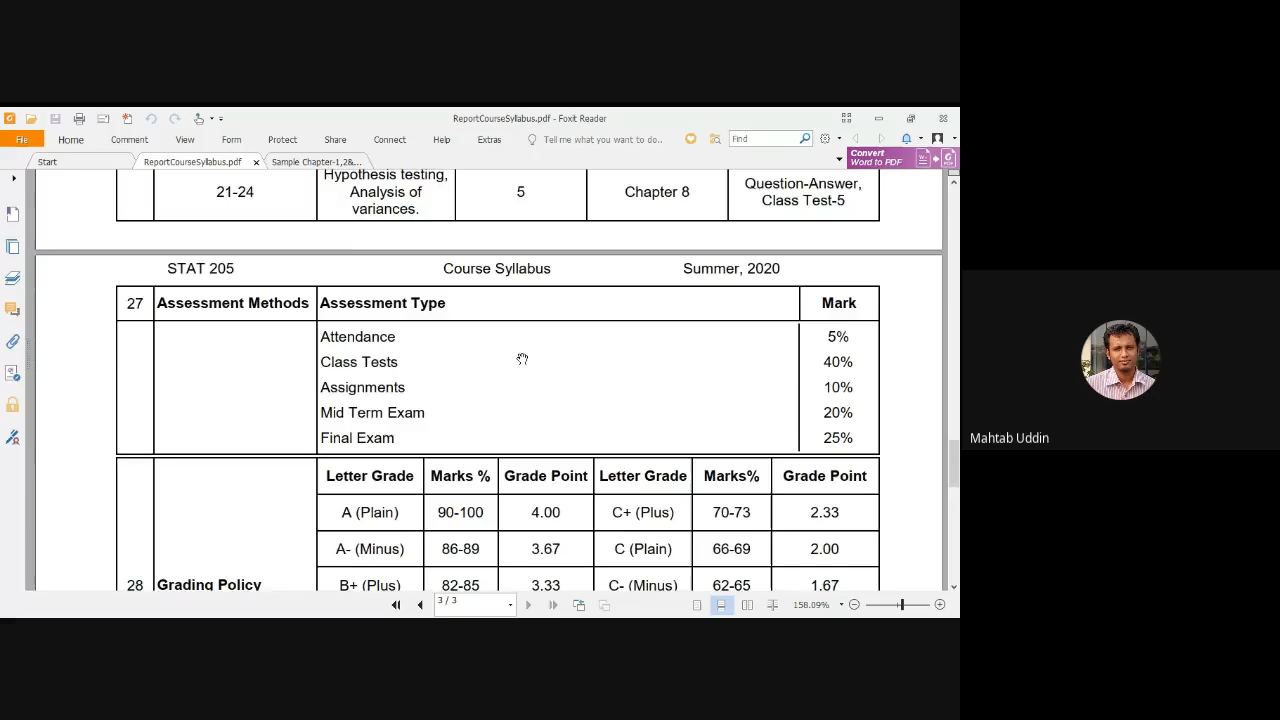 ReportCourseSyllabus.pdf - Foxit Reader
File Home Comment View Form Protect Share Connect Help Extras Tell me what you want to do.. Find
Convert
Word to PDF
Start ReportCourseSyllabus.pdf Sample Chapter-1,2&...
21-24 Hypothesis testing, Analysis of variances. 5 Chapter 8 Question-Answer, Class Test-5
STAT 205 Course Syllabus Summer, 2020
27 Assessment Methods Assessment Type Mark
Attendance 5%
Class Tests 40%
Assignments 10%
Mid Term Exam 20%
Final Exam 25%
Letter Grade Marks % Grade Point Letter Grade Marks% Grade Point
A (Plain) 90-100 4.00 C+ (Plus) 70-73 2.33
A- (Minus) 86-89 3.67 C (Plain) 66-69 2.00
28 Grading Policy B+ (Plus) 82-85 3.33 C- (Minus) 62-65 1.67
3 / 3 158.09%
Mahtab Uddin